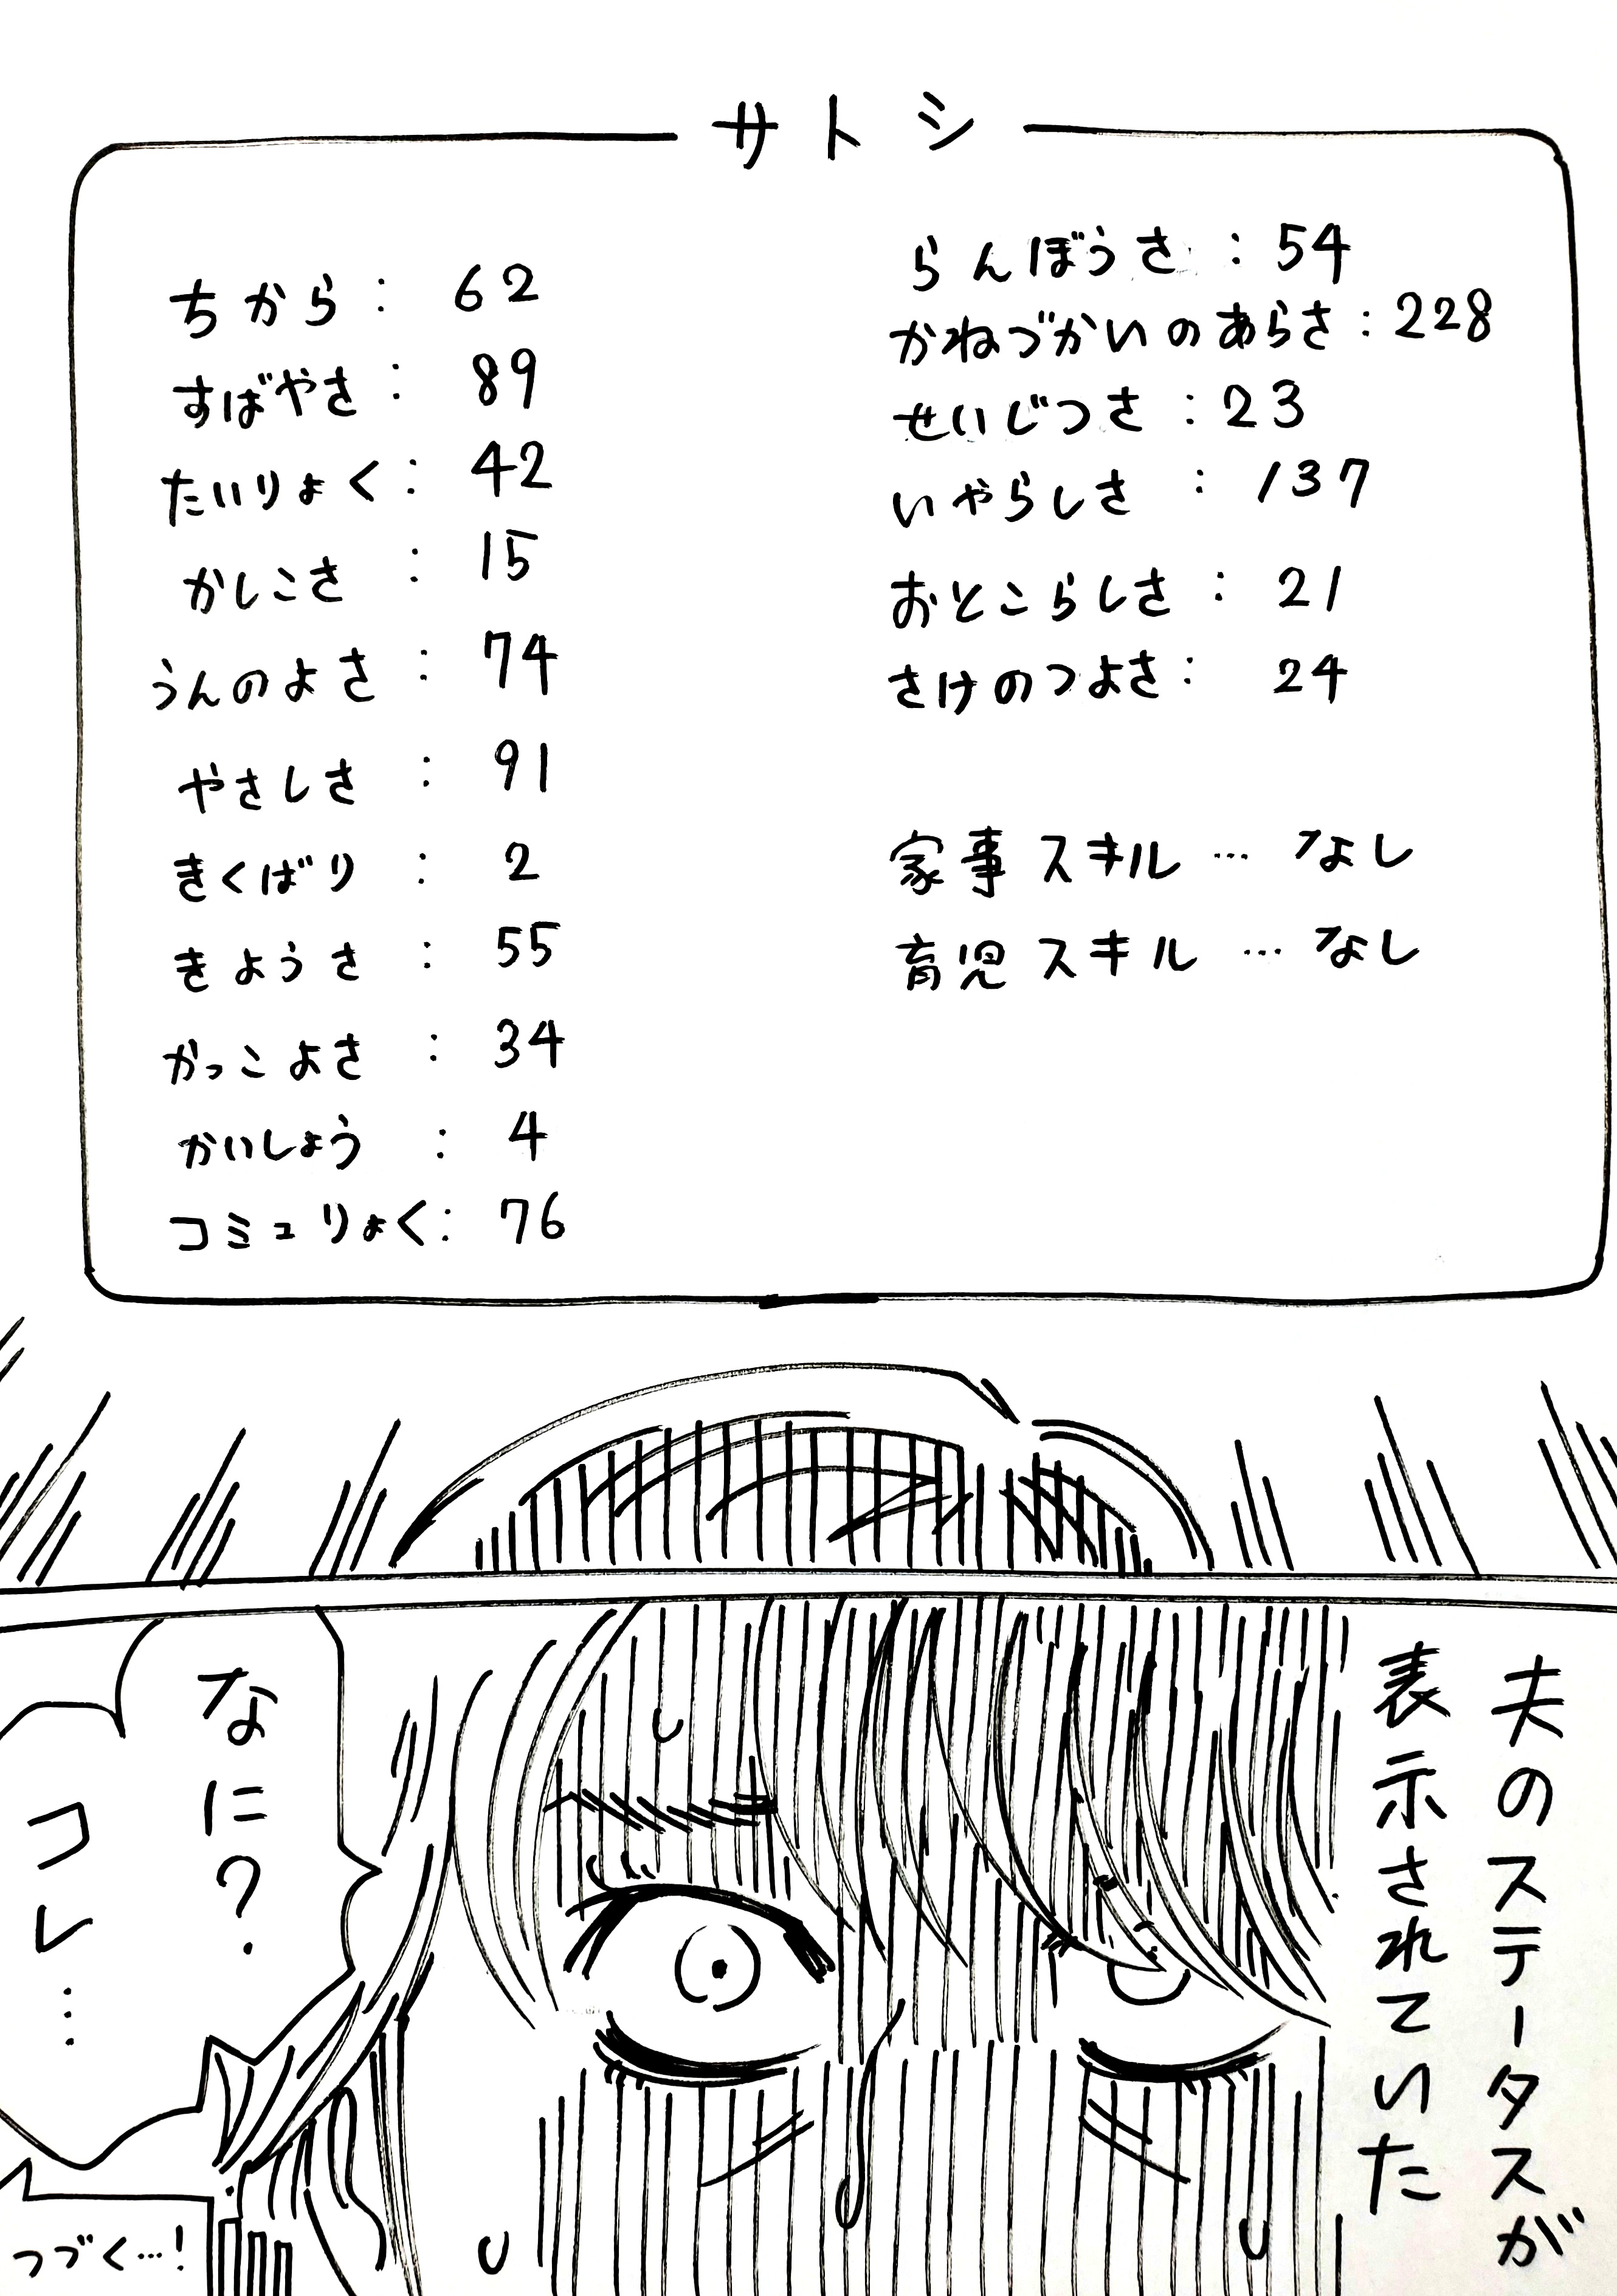 サトシ
ちから： 62
すばやさ： 89
たいりょく： 42
かしこさ ： 15
うんのよさ： 74
やさしさ ： 91
きくばり ： 2
きようさ ： 55
かっこよさ ： 34
かいしょう ： 4
コミュりょく： 76
らんぼうさ ： 54
かねづかいのあらさ：228
せいじつさ ：23
いやらしさ ： 137
おとこらしさ ： 21
さけのつよさ： 24
家事スキル … なし
育児スキル … なし
夫のステータスが
表示されていた
なに？
コレ…
つづく…！